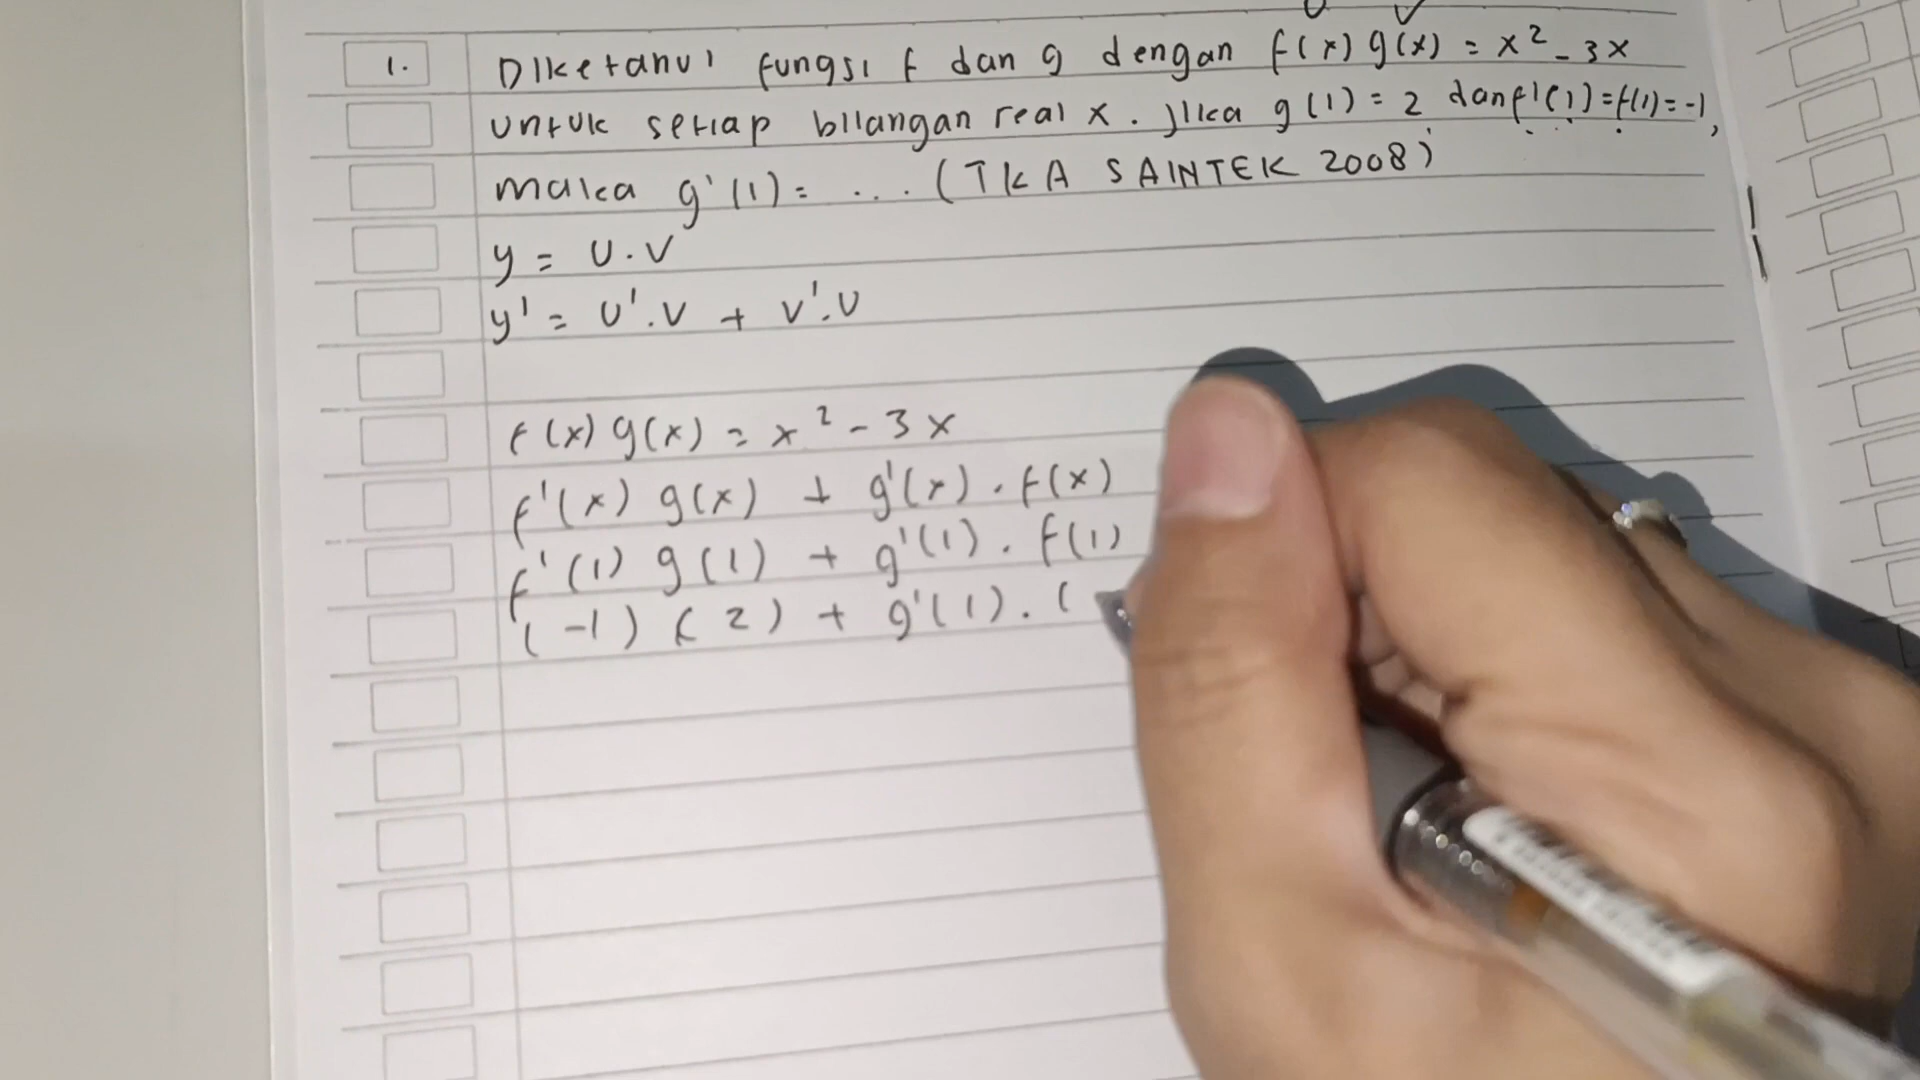 U V
1. Diketahui fungsi f dan g dengan f(x) g(x) = x² - 3x
untuk setiap bilangan real x. Jika g(1) = 2 dan f'(1) = f(1) = -1,
maka g'(1) = ... (TKA SAINTEK 2008)
y = U.V
y' = U'.V + V'.U
f(x) g(x) = x² - 3x
f'(x) g(x) + g'(x) . f(x)
f'(1) g(1) + g'(1) . f(1)
(-1) (2) + g'(1) . (